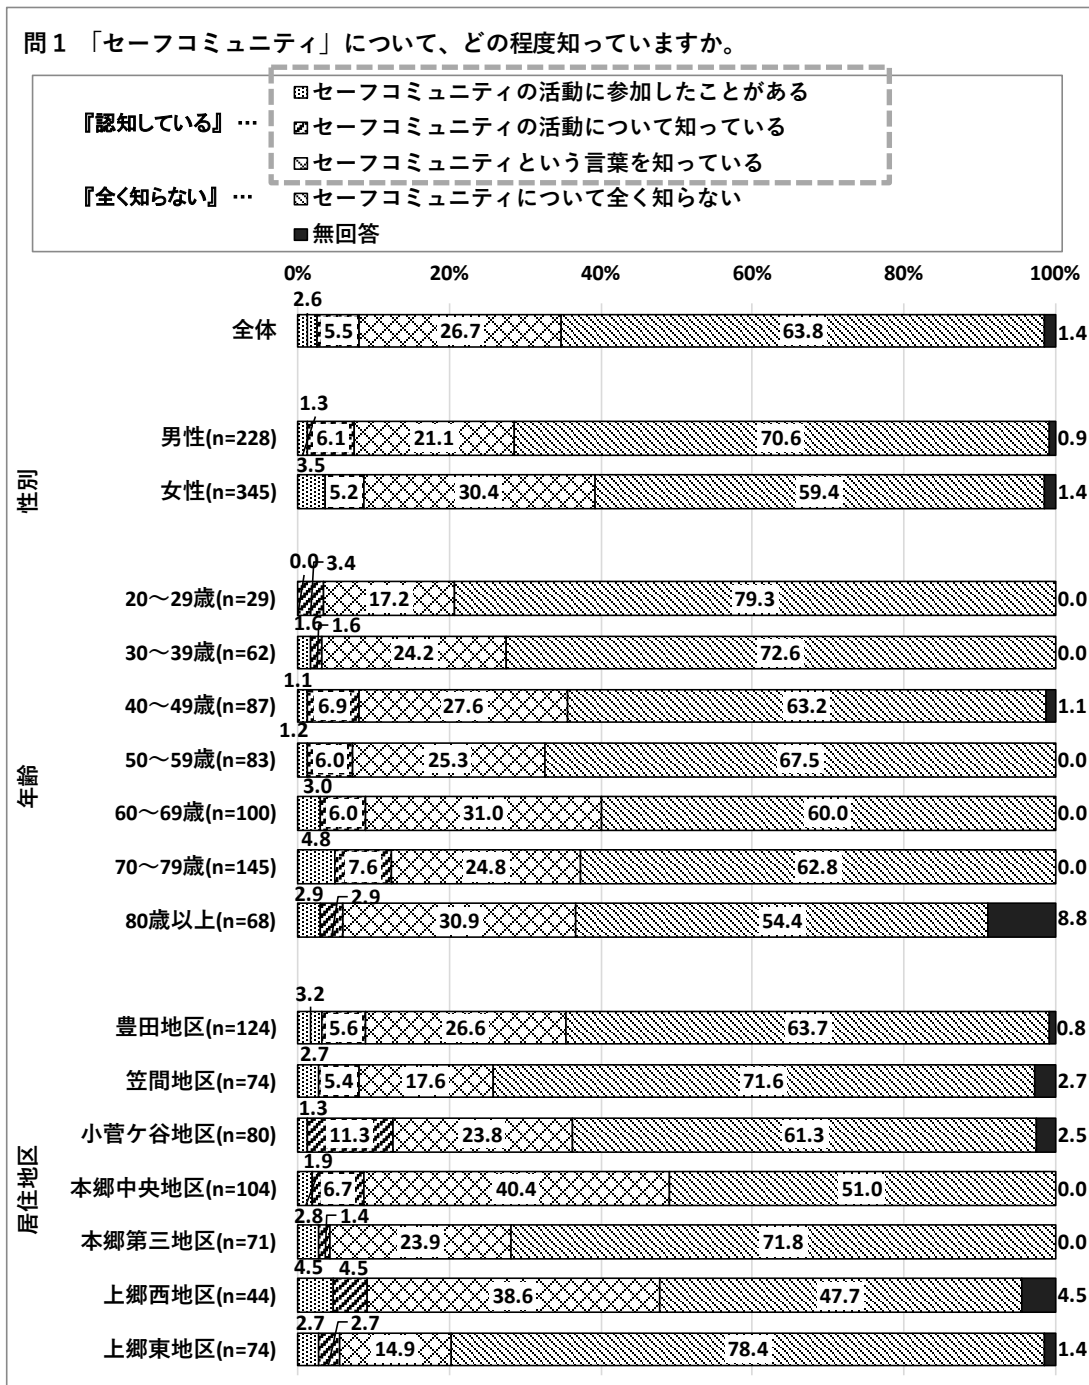 問1 「セーフコミュニティ」について、どの程度知っていますか。
セーフコミュニティの活動に参加したことがある
『認知している』 … セーフコミュニティの活動について知っている
セーフコミュニティという言葉を知っている
『全く知らない』 … セーフコミュニティについて全く知らない
無回答
0% 20% 40% 60% 80% 100%
2.6
全体 5.5 26.7 63.8 1.4
性別
1.3
男性(n=228) 6.1 21.1 70.6 0.9
3.5
女性(n=345) 5.2 30.4 59.4 1.4
年齢
0.0 3.4
20～29歳(n=29) 17.2 79.3 0.0
1.6 1.6
30～39歳(n=62) 24.2 72.6 0.0
1.1
40～49歳(n=87) 6.9 27.6 63.2 1.1
1.2
50～59歳(n=83) 6.0 25.3 67.5 0.0
3.0
60～69歳(n=100) 6.0 31.0 60.0 0.0
4.8
70～79歳(n=145) 7.6 24.8 62.8 0.0
2.9 2.9
80歳以上(n=68) 30.9 54.4 8.8
居住地区
3.2
豊田地区(n=124) 5.6 26.6 63.7 0.8
2.7
笠間地区(n=74) 5.4 17.6 71.6 2.7
1.3
小菅ケ谷地区(n=80) 11.3 23.8 61.3 2.5
1.9
本郷中央地区(n=104) 6.7 40.4 51.0 0.0
2.8 1.4
本郷第三地区(n=71) 23.9 71.8 0.0
4.5 4.5
上郷西地区(n=44) 38.6 47.7 4.5
2.7 2.7
上郷東地区(n=74) 14.9 78.4 1.4